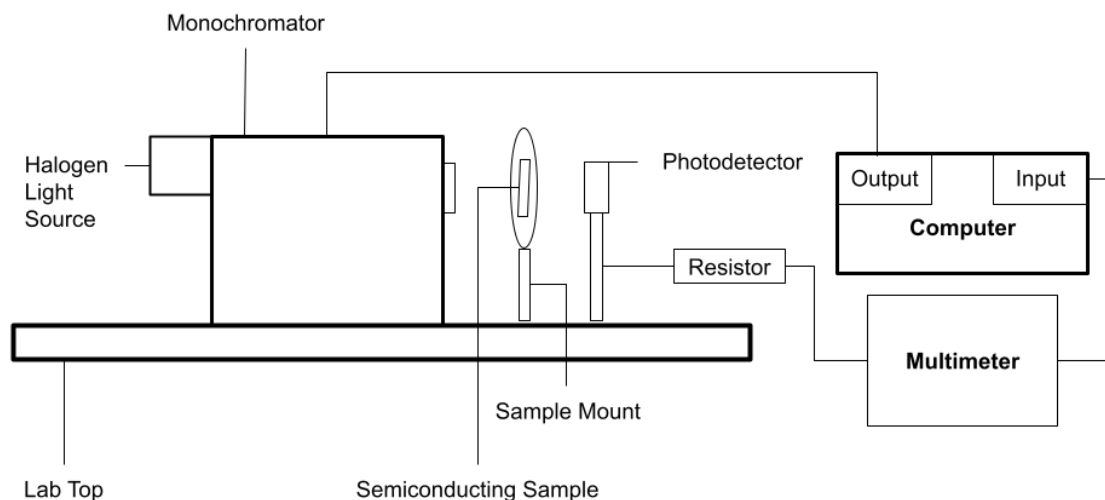 Monochromator
Halogen
Light
Source
Photodetector
Output
Input
Computer
Resistor
Multimeter
Sample Mount
Lab Top
Semiconducting Sample